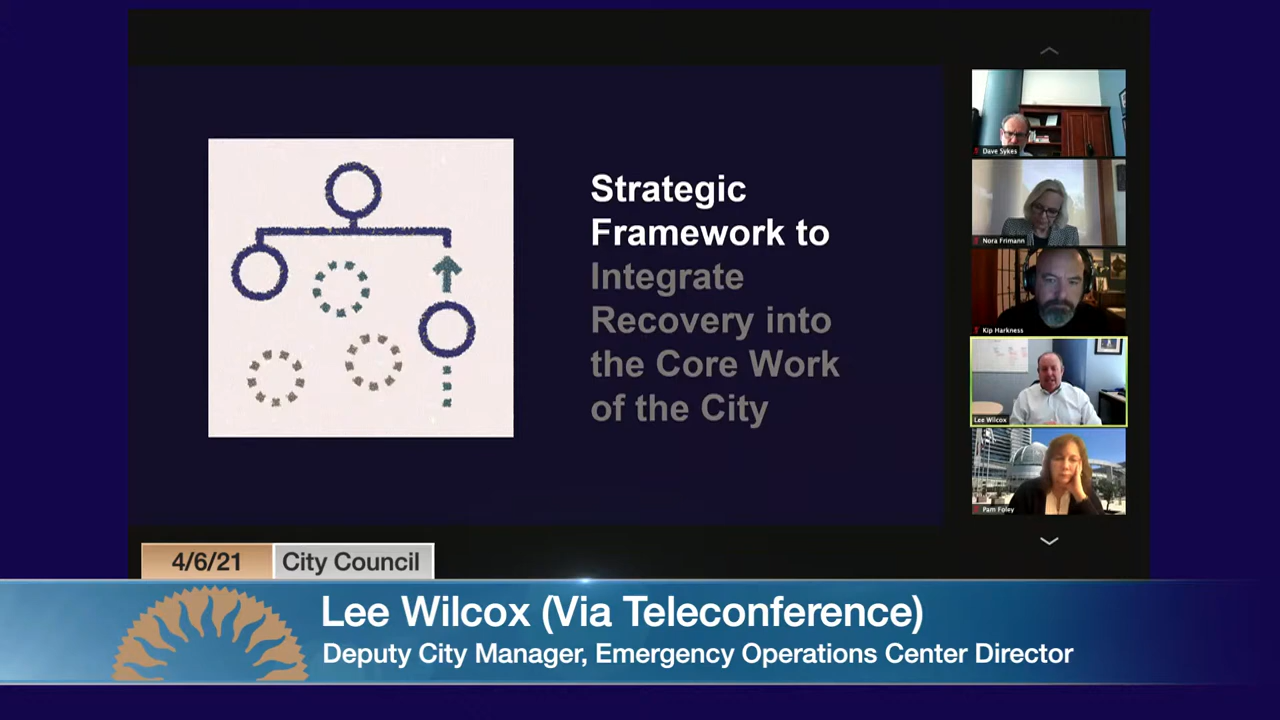 Strategic
Framework to
Integrate
Recovery into
the Core Work
of the City
Dave Sykes
Nora Frimann
Kip Harkness
Lee Wilcox
Pam Foley
4/6/21
City Council
Lee Wilcox (Via Teleconference)
Deputy City Manager, Emergency Operations Center Director